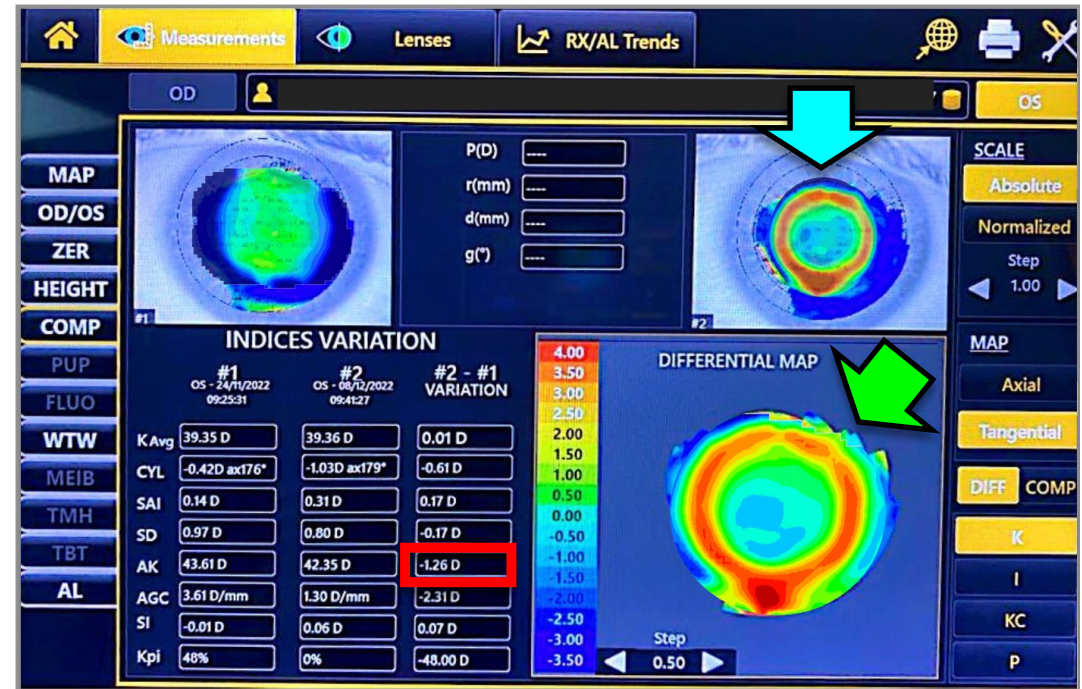 Measurements Lenses RX/AL Trends
OD OS
MAP
OD/OS
ZER
HEIGHT
COMP
PUP
FLUO
WTW
MEIB
TMH
TBT
AL
P(D) ----
r(mm) ----
d(mm) ----
g(°) ----
#1
#2
INDICES VARIATION
#1 #2 #2 - #1
OS - 24/11/2022 OS - 08/12/2022 VARIATION
09:25:31 09:41:27
KAvg 39.35 D 39.36 D 0.01 D
CYL -0.42D ax176° -1.03D ax179° -0.61 D
SAI 0.14 D 0.31 D 0.17 D
SD 0.97 D 0.80 D -0.17 D
AK 43.61 D 42.35 D -1.26 D
AGC 3.61 D/mm 1.30 D/mm -2.31 D
SI -0.01 D 0.06 D 0.07 D
Kpi 48% 0% -48.00 D
DIFFERENTIAL MAP
4.00
3.50
3.00
2.50
2.00
1.50
1.00
0.50
0.00
-0.50
-1.00
-1.50
-2.00
-2.50
-3.00
-3.50
Step
0.50
SCALE
Absolute
Normalized
Step
1.00
MAP
Axial
Tangential
DIFF COMP
K
I
KC
P